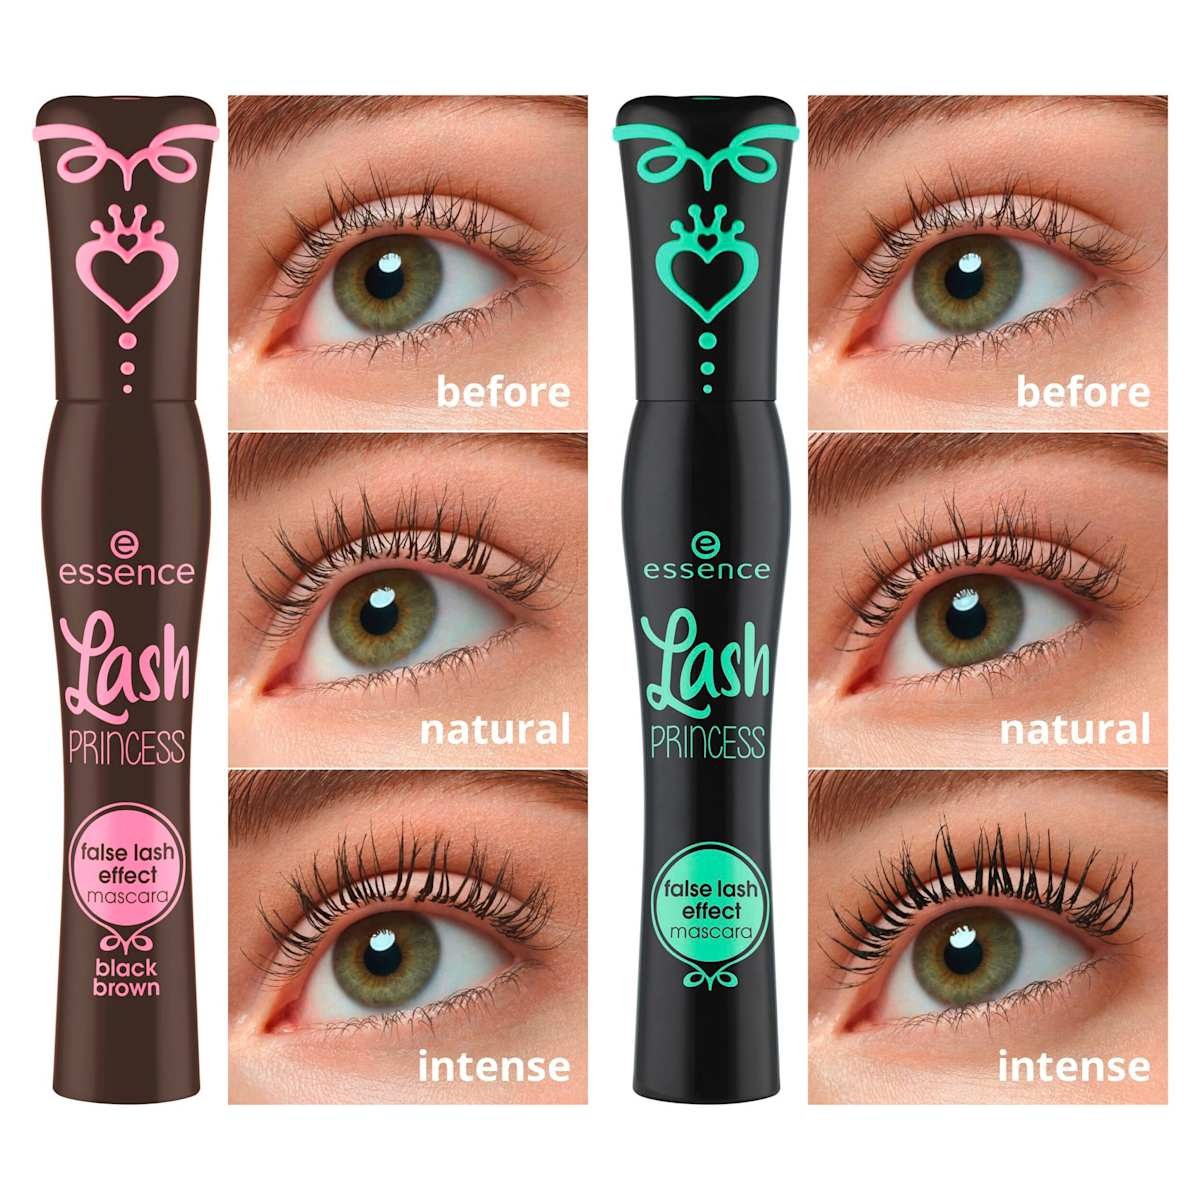 e
essence
Lash
PRINCESS
false lash
effect
mascara
black
brown
before
natural
intense
e
essence
Lash
PRINCESS
false lash
effect
mascara
before
natural
intense